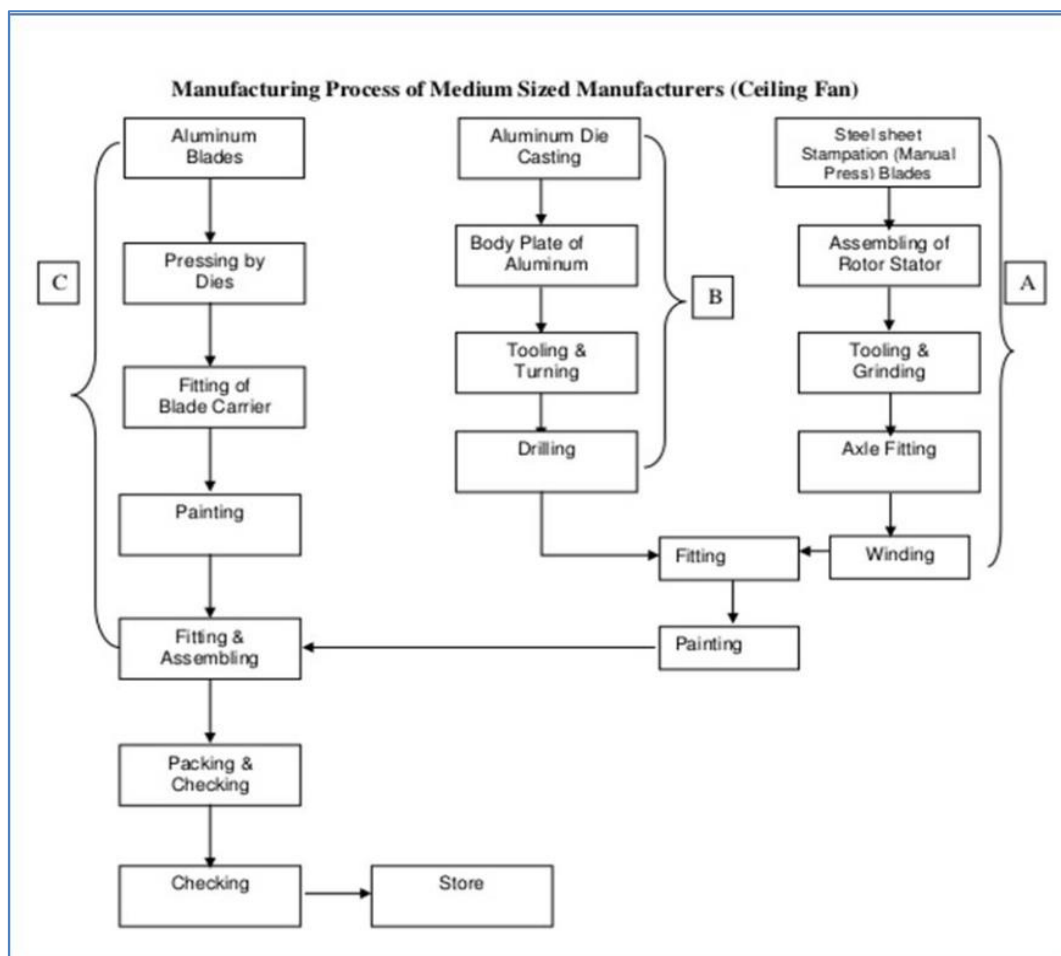 Manufacturing Process of Medium Sized Manufacturers (Ceiling Fan)
Aluminum
Blades
Pressing by
Dies
Fitting of
Blade Carrier
Painting
Fitting &
Assembling
Packing &
Checking
Checking
Store
C
Aluminum Die
Casting
Body Plate of
Aluminum
Tooling &
Turning
Drilling
B
Steel sheet
Stampation (Manual
Press) Blades
Assembling of
Rotor Stator
Tooling &
Grinding
Axle Fitting
Winding
A
Fitting
Painting